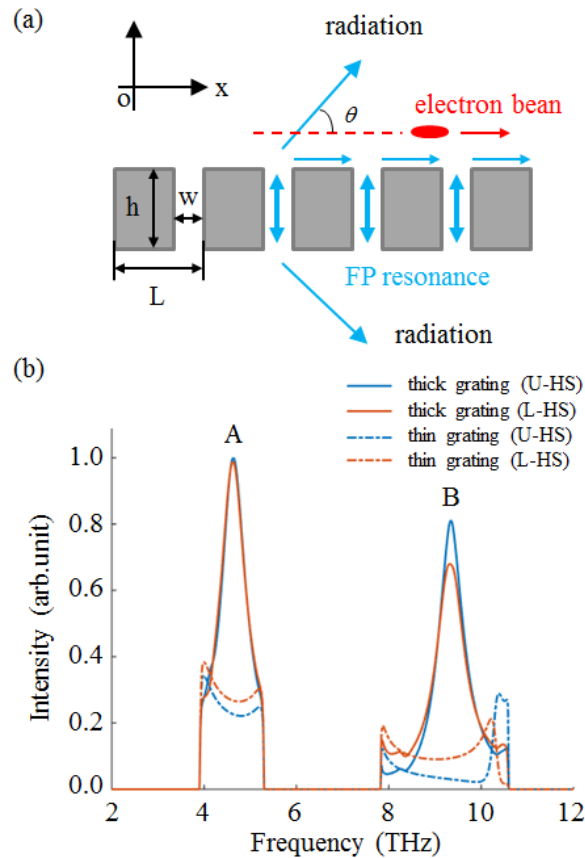 (a)
radiation
o
x
θ
electron bean
w
h
L
FP resonance
radiation
(b)
thick grating (U-HS)
thick grating (L-HS)
thin grating (U-HS)
thin grating (L-HS)
A
B
1.0
0.8
0.6
0.4
0.2
0.0
Intensity (arb.unit)
2 4 6 8 10 12
Frequency (THz)